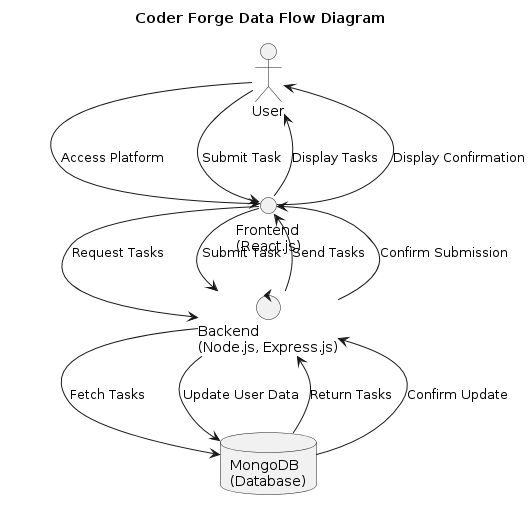 Coder Forge Data Flow Diagram
User
Access Platform
Submit Task
Display Tasks
Display Confirmation
Frontend
(React.js)
Request Tasks
Submit Task
Send Tasks
Confirm Submission
Backend
(Node.js, Express.js)
Fetch Tasks
Update User Data
Return Tasks
Confirm Update
MongoDB
(Database)